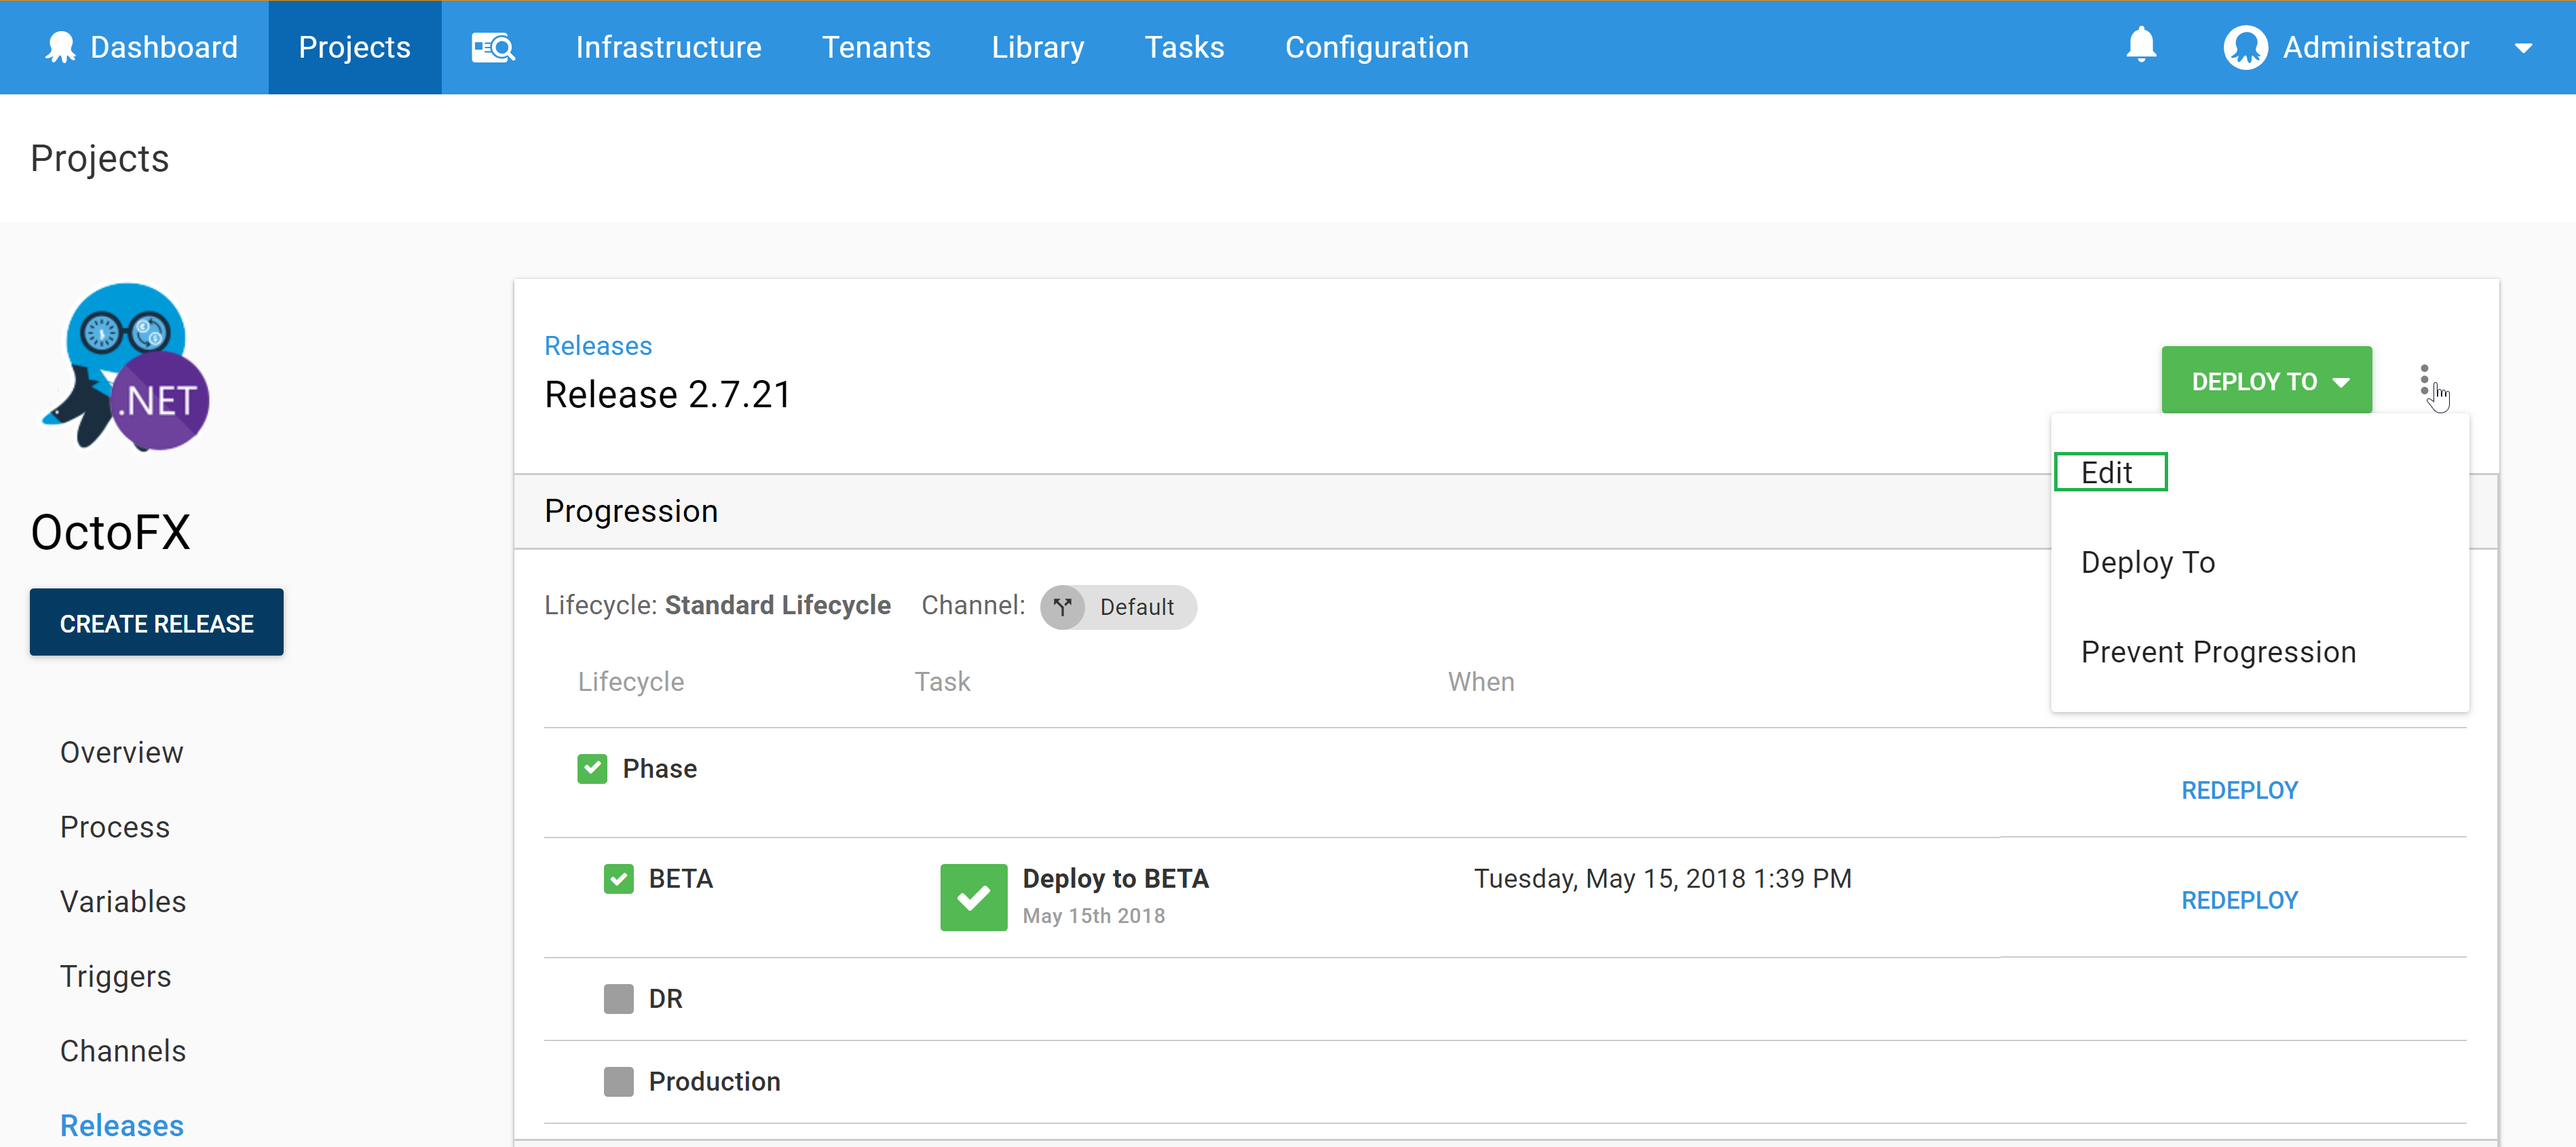 Dashboard Projects Infrastructure Tenants Library Tasks Configuration Administrator
Projects
.NET
OctoFX
CREATE RELEASE
Overview
Process
Variables
Triggers
Channels
Releases
Releases
Release 2.7.21
DEPLOY TO
Edit
Deploy To
Prevent Progression
Progression
Lifecycle: Standard Lifecycle Channel: Default
Lifecycle Task When
Phase REDEPLOY
BETA Deploy to BETA Tuesday, May 15, 2018 1:39 PM REDEPLOY
May 15th 2018
DR
Production